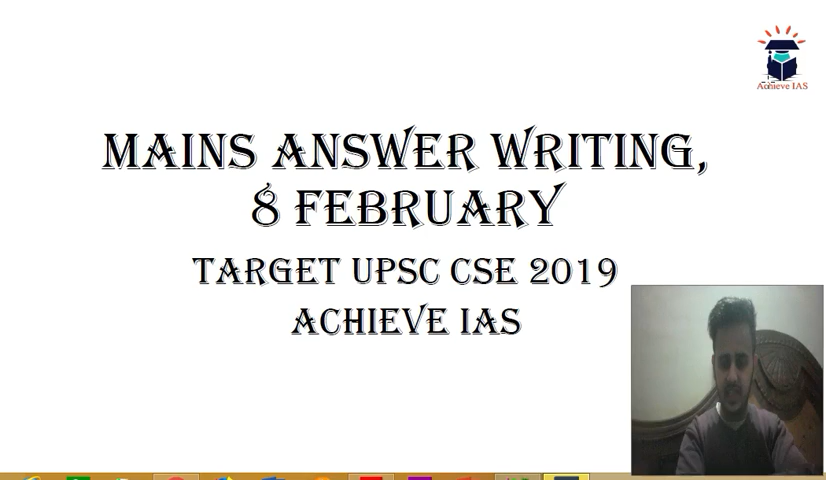 Achieve IAS
MAINS ANSWER WRITING,
8 FEBRUARY
TARGET UPSC CSE 2019
ACHIEVE IAS